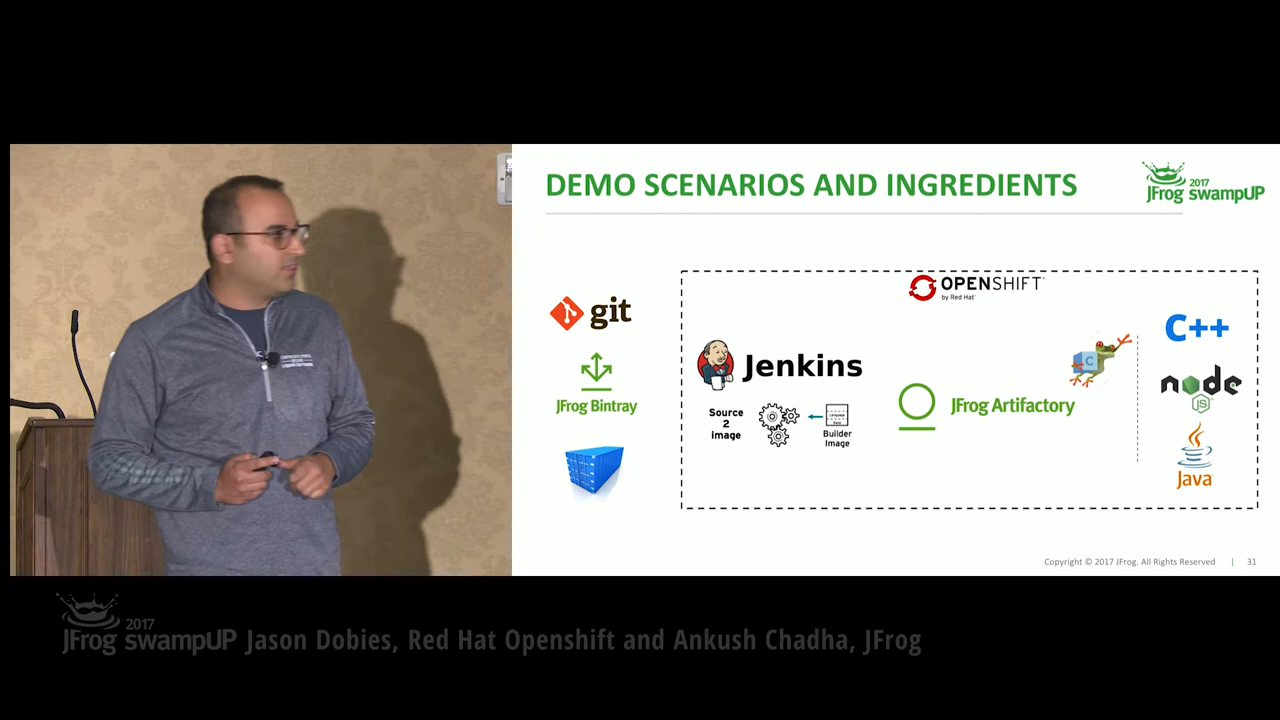 DEMO SCENARIOS AND INGREDIENTS
2017
JFrog swampUP
git
JFrog Bintray
OPENSHIFT
by Red Hat
Jenkins
Source
2
image
Builder
Image
C
JFrog Artifactory
C++
node
JS
Java
Copyright © 2017 JFrog. All Rights Reserved | 31
2017
JFrog swampUP Jason Dobies, Red Hat Openshift and Ankush Chadha, JFrog